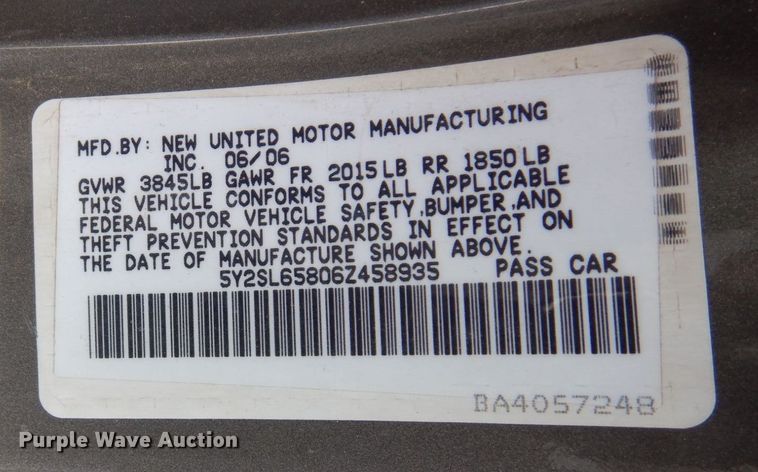 MFD.BY: NEW UNITED MOTOR MANUFACTURING
INC. 06/06
GVWR 3845LB GAWR FR 2015LB RR 1850LB
THIS VEHICLE CONFORMS TO ALL APPLICABLE
FEDERAL MOTOR VEHICLE SAFETY,BUMPER,AND
THEFT PREVENTION STANDARDS IN EFFECT ON
THE DATE OF MANUFACTURE SHOWN ABOVE.
5Y2SL65806Z458935 PASS CAR
BA4057248
Purple Wave Auction